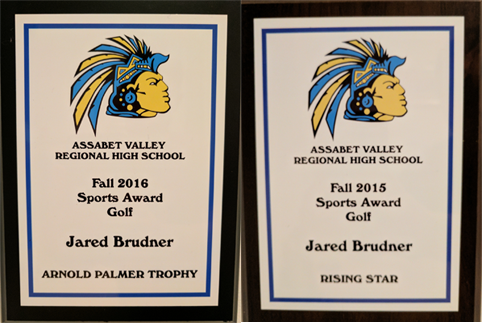 ASSABET VALLEY
REGIONAL HIGH SCHOOL
Fall 2016
Sports Award
Golf
Jared Brudner
ARNOLD PALMER TROPHY
ASSABET VALLEY
REGIONAL HIGH SCHOOL
Fall 2015
Sports Award
Golf
Jared Brudner
RISING STAR